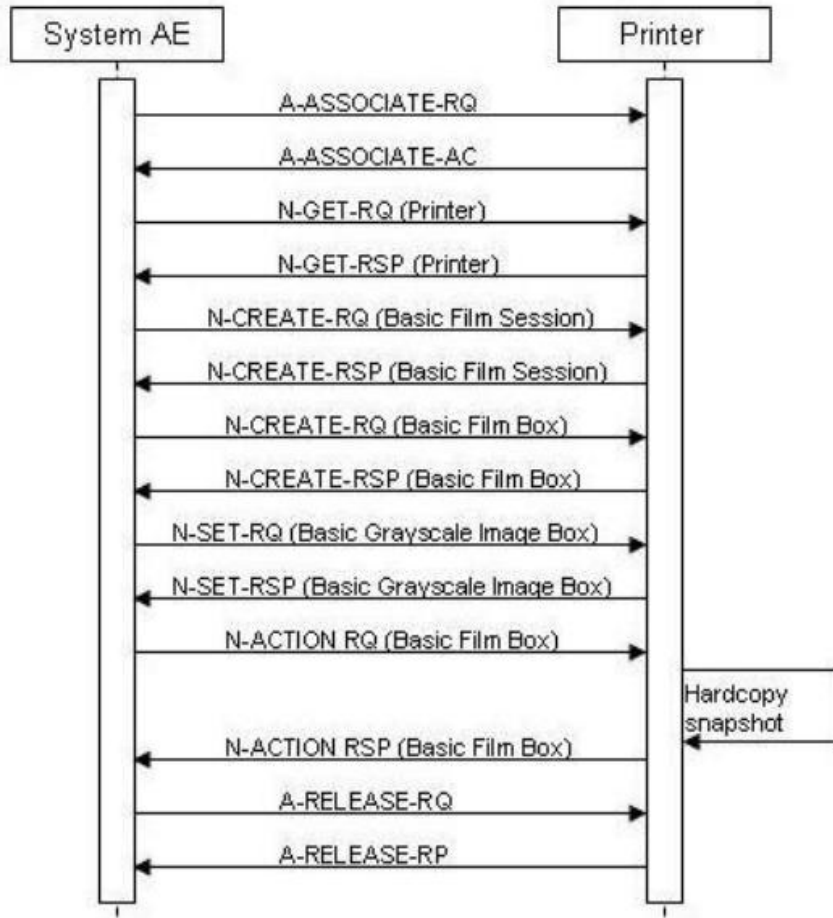 System AE
Printer
A-ASSOCIATE-RQ
A-ASSOCIATE-AC
N-GET-RQ (Printer)
N-GET-RSP (Printer)
N-CREATE-RQ (Basic Film Session)
N-CREATE-RSP (Basic Film Session)
N-CREATE-RQ (Basic Film Box)
N-CREATE-RSP (Basic Film Box)
N-SET-RQ (Basic Grayscale Image Box)
N-SET-RSP (Basic Grayscale Image Box)
N-ACTION RQ (Basic Film Box)
Hardcopy
snapshot
N-ACTION RSP (Basic Film Box)
A-RELEASE-RQ
A-RELEASE-RP